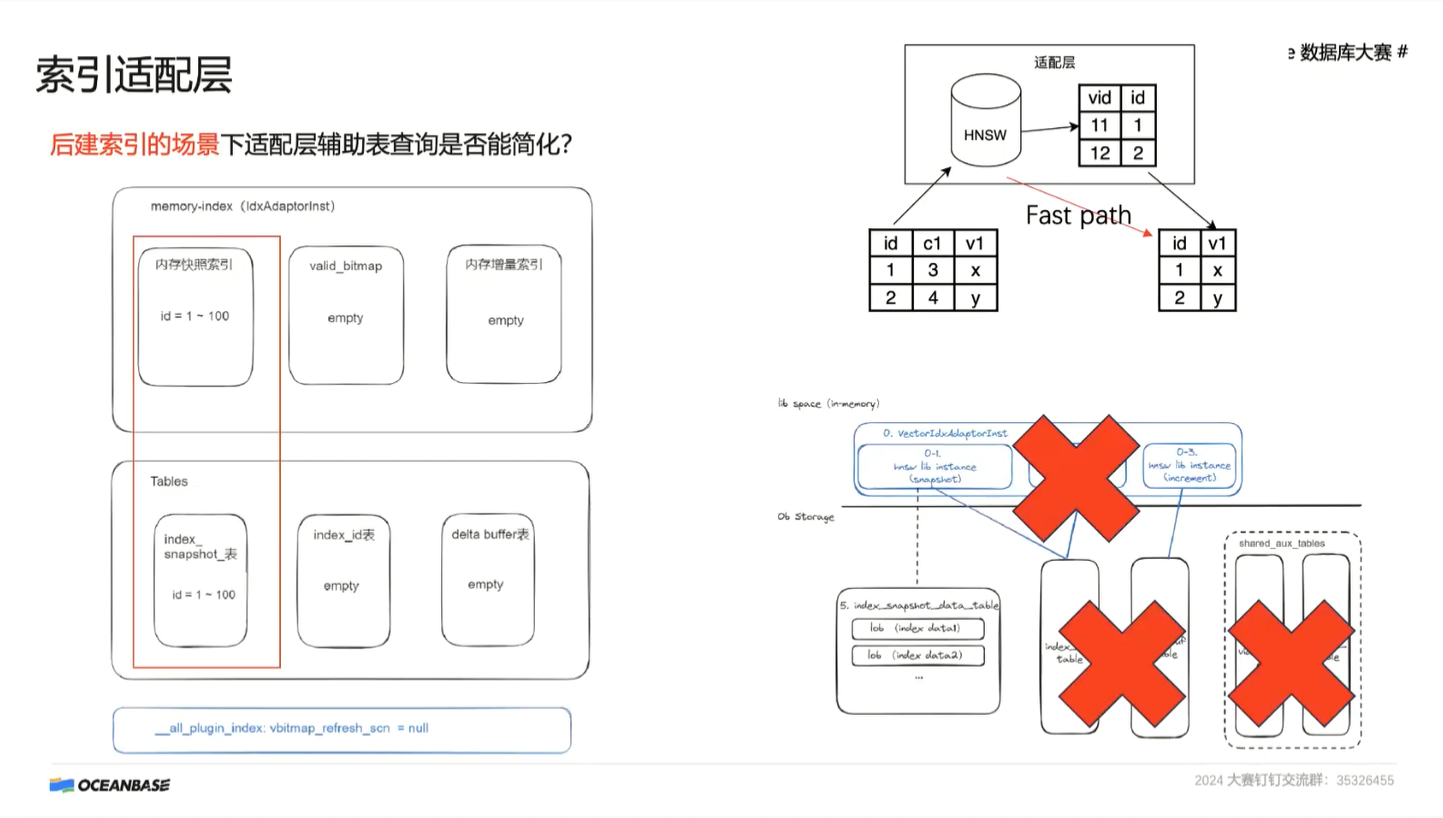 索引适配层
e 数据库大赛 #
后建索引的场景下适配层辅助表查询是否能简化?
memory-index（IdxAdaptorInst）
内存快照索引
id = 1 ~ 100
valid_bitmap
empty
内存增量索引
empty
Tables
index_
snapshot_表
id = 1 ~ 100
index_id表
empty
delta buffer表
empty
__all_plugin_index: vbitmap_refresh_scn = null
适配层
HNSW
vid id
11 1
12 2
Fast path
id c1 v1
1 3 x
2 4 y
id v1
1 x
2 y
lib space (in-memory)
0. VectorIdxAdaptorInst
0-1.
hnsw lib instance
(snapshot)
0-3.
hnsw lib instance
(increment)
Ob Storage
5. index_snapshot_data_table
lob (index data1)
lob (index data2)
...
index_
table
shared_aux_tables
OCEANBASE
2024 大赛钉钉交流群：35326455